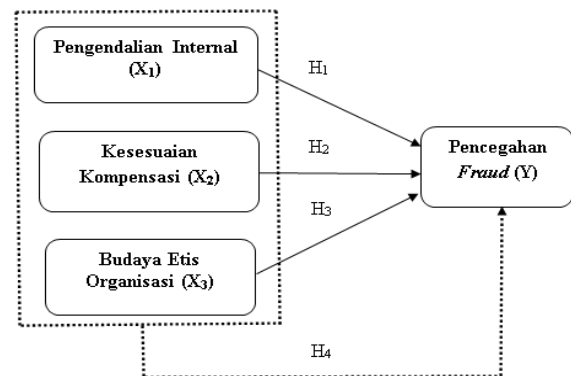 Pengendalian Internal
(X₁)
H₁
Kesesuaian
Kompensasi (X₂)
H₂
Pencegahan
Fraud (Y)
H₃
Budaya Etis
Organisasi (X₃)
H₄